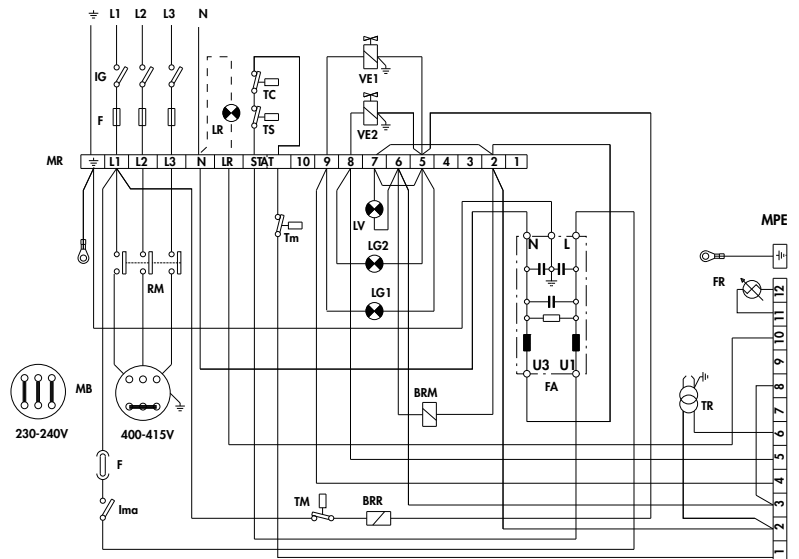 ⏚ L1 L2 L3 N
IG
F
LR
TC
TS
VE1
VE2
MR ⏚ L1 L2 L3 N LR STAT 10 9 8 7 6 5 4 3 2 1
Tm
LV
LG2
LG1
RM
N L
U3 U1
FA
MPE
FR
12
11
10
9
8
7
6
5
4
3
2
1
TR
MB
230-240V
400-415V
BRM
F
Ima
TM
BRR